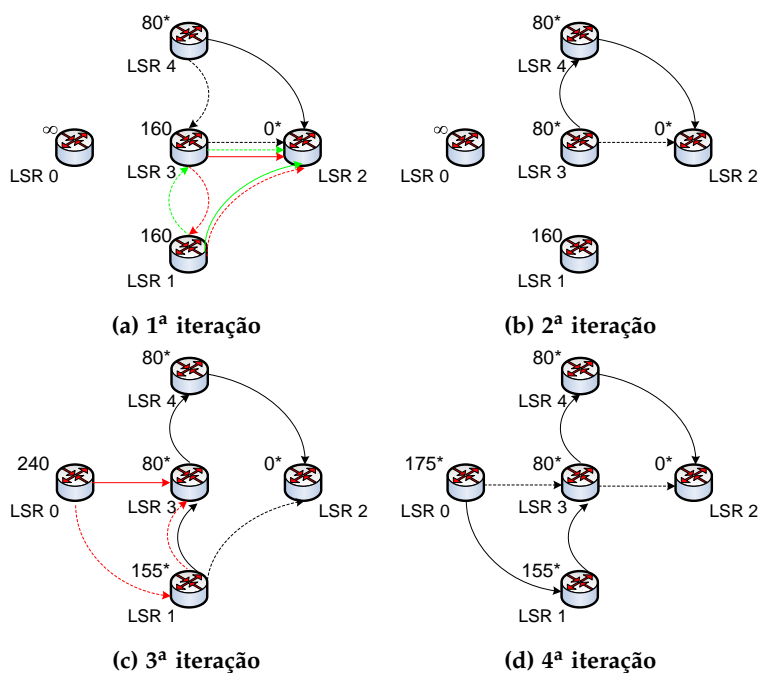 80*
LSR 4
∞
LSR 0
160
LSR 3
0*
LSR 2
160
LSR 1
(a) 1ª iteração
80*
LSR 4
∞
LSR 0
80*
LSR 3
0*
LSR 2
160
LSR 1
(b) 2ª iteração
80*
LSR 4
240
LSR 0
80*
LSR 3
0*
LSR 2
155*
LSR 1
(c) 3ª iteração
80*
LSR 4
175*
LSR 0
80*
LSR 3
0*
LSR 2
155*
LSR 1
(d) 4ª iteração